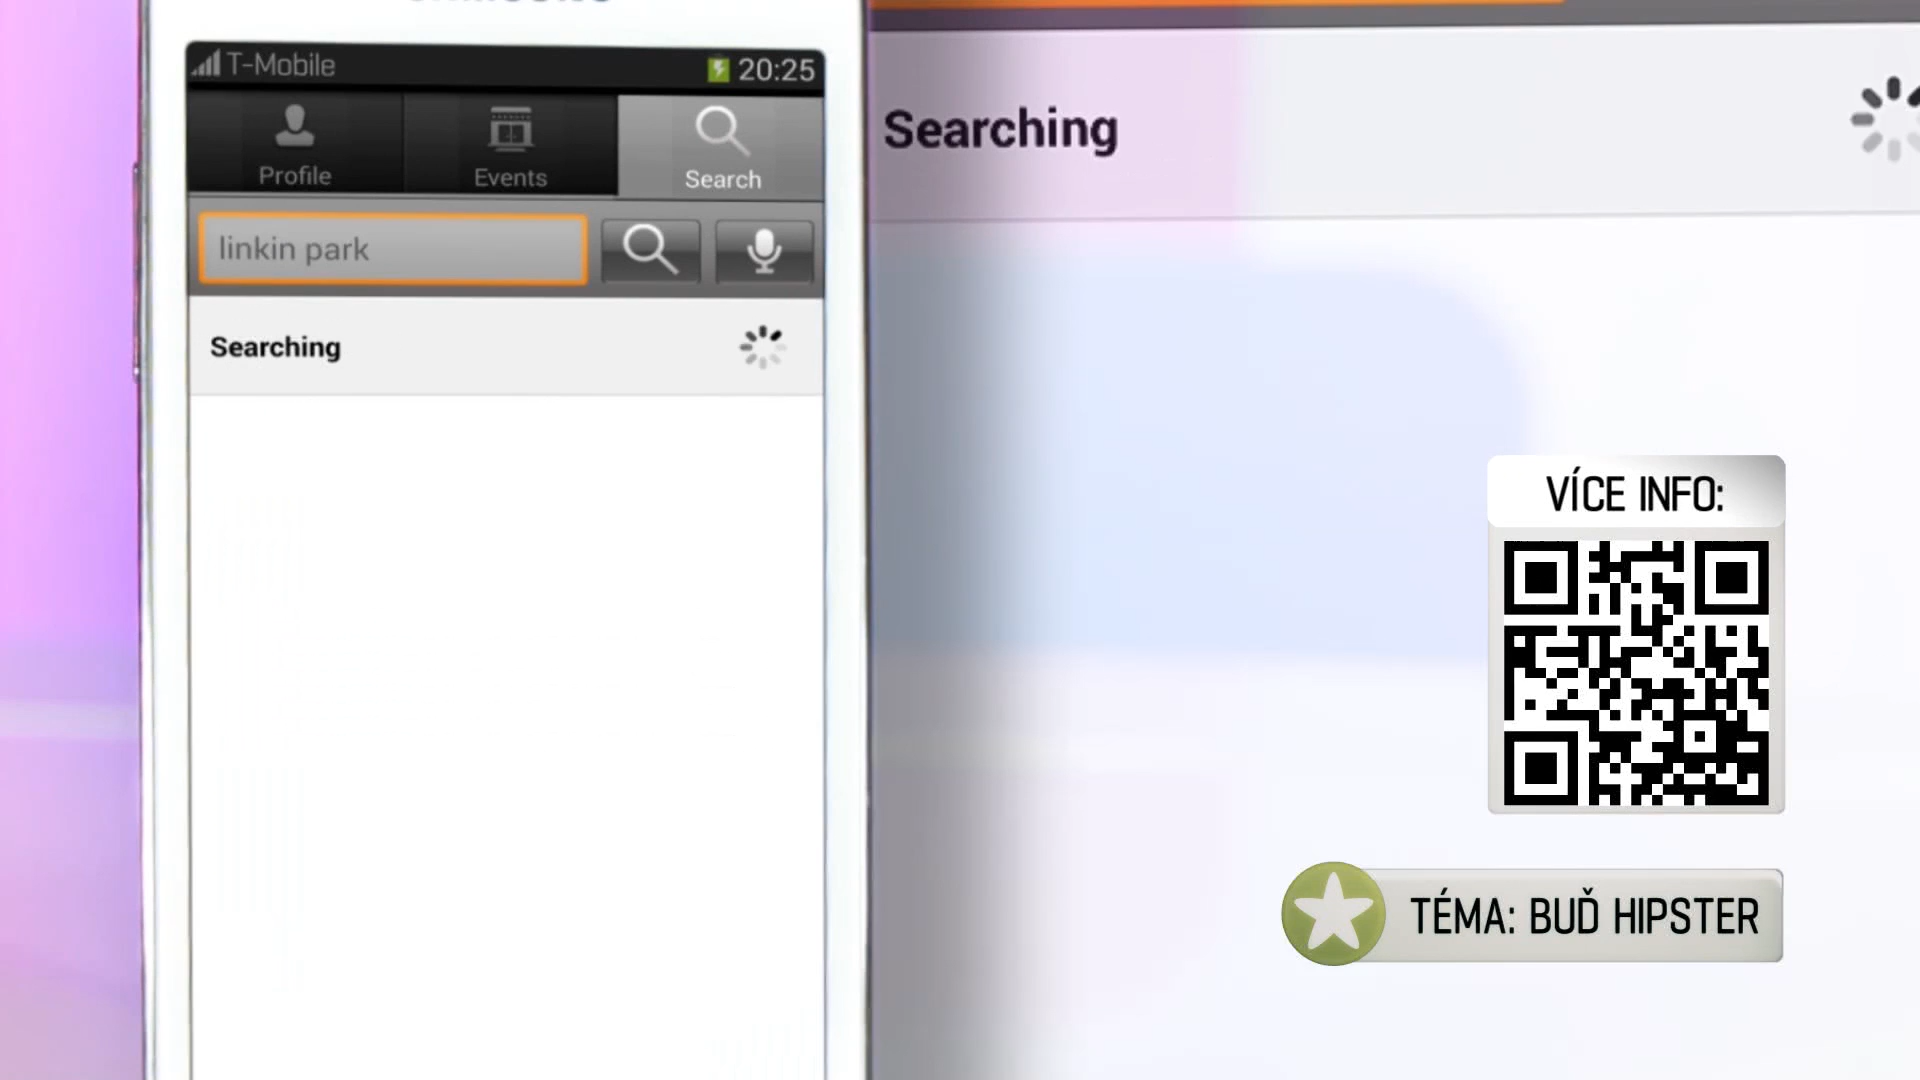 T-Mobile 20:25
Profile Events Search
linkin park
Searching
Searching
VÍCE INFO:
TÉMA: BUĎ HIPSTER